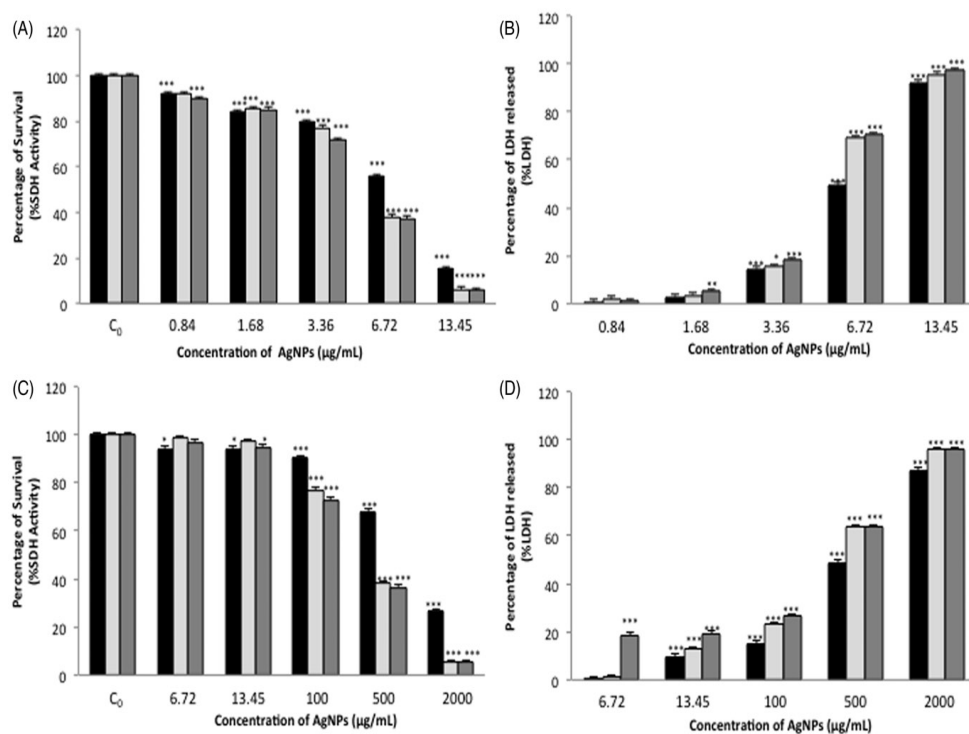 (A)
120
100
80
60
40
20
0
Percentage of Survival
(%SDH Activity)
*** ***
*** *** ***
*** *** ***
*** *** ***
*** *** ***
C₀ 0.84 1.68 3.36 6.72 13.45
Concentration of AgNPs (µg/mL)
(B)
120
100
80
60
40
20
0
Percentage of LDH released
(%LDH)
**
*** * ***
*** *** ***
*** *** ***
0.84 1.68 3.36 6.72 13.45
Concentration of AgNPs (µg/mL)
(C)
120
100
80
60
40
20
0
Percentage of Survival
(%SDH Activity)
*
* *
*** *** ***
*** *** ***
*** *** ***
C₀ 6.72 13.45 100 500 2000
Concentration of AgNPs (µg/mL)
(D)
120
100
80
60
40
20
0
Percentage of LDH released
(%LDH)
***
*** *** ***
*** *** ***
*** *** ***
*** *** ***
6.72 13.45 100 500 2000
Concentration of AgNPs (µg/mL)